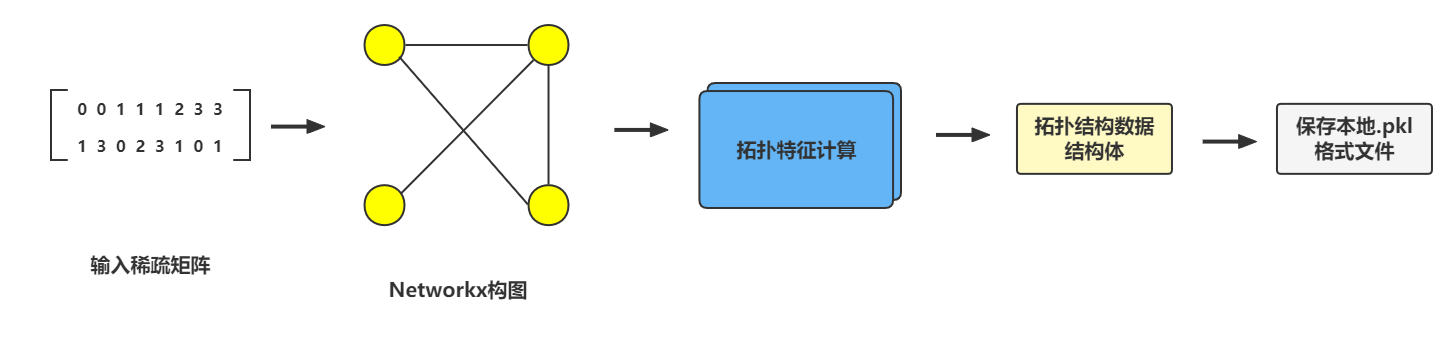 0 0 1 1 1 2 3 3
1 3 0 2 3 1 0 1
输入稀疏矩阵
Networkx构图
拓扑特征计算
拓扑结构数据
结构体
保存本地.pkl
格式文件